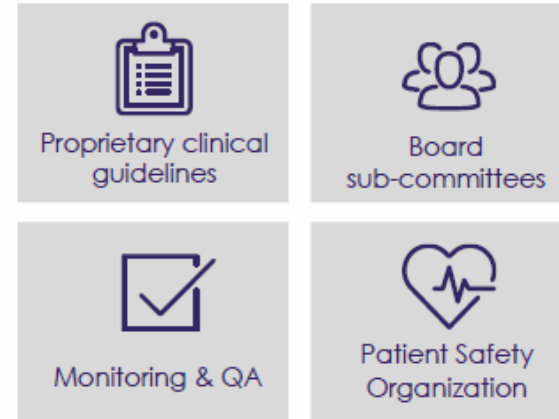 Proprietary clinical
guidelines
Board
sub-committees
Monitoring & QA
Patient Safety
Organization